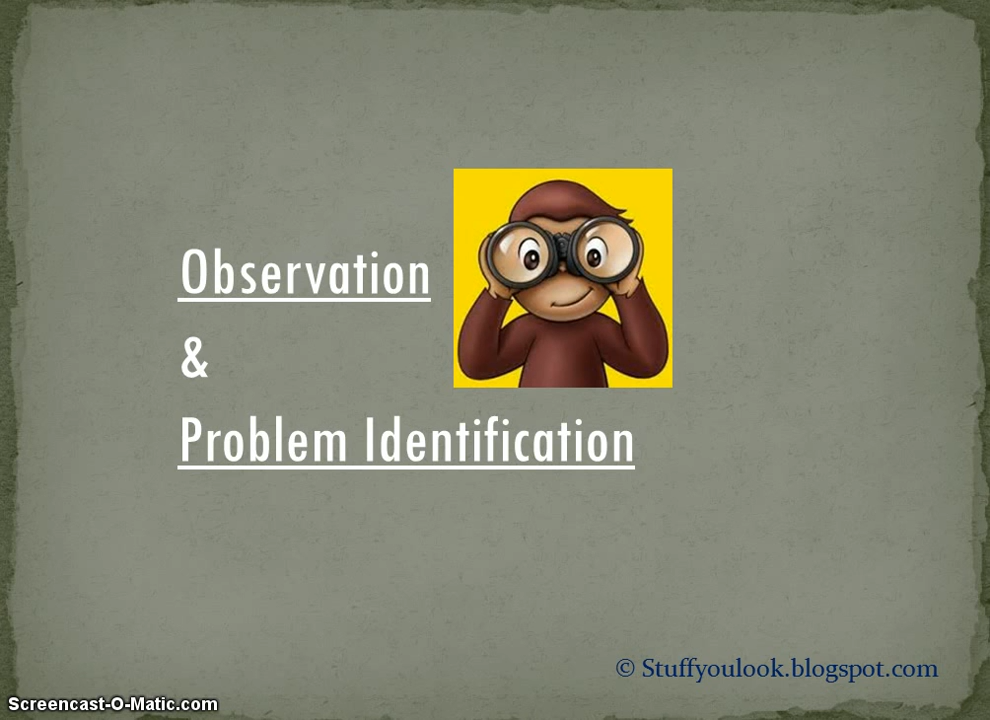 Observation
&
Problem Identification
© Stuffyoulook.blogspot.com
Screencast-O-Matic.com